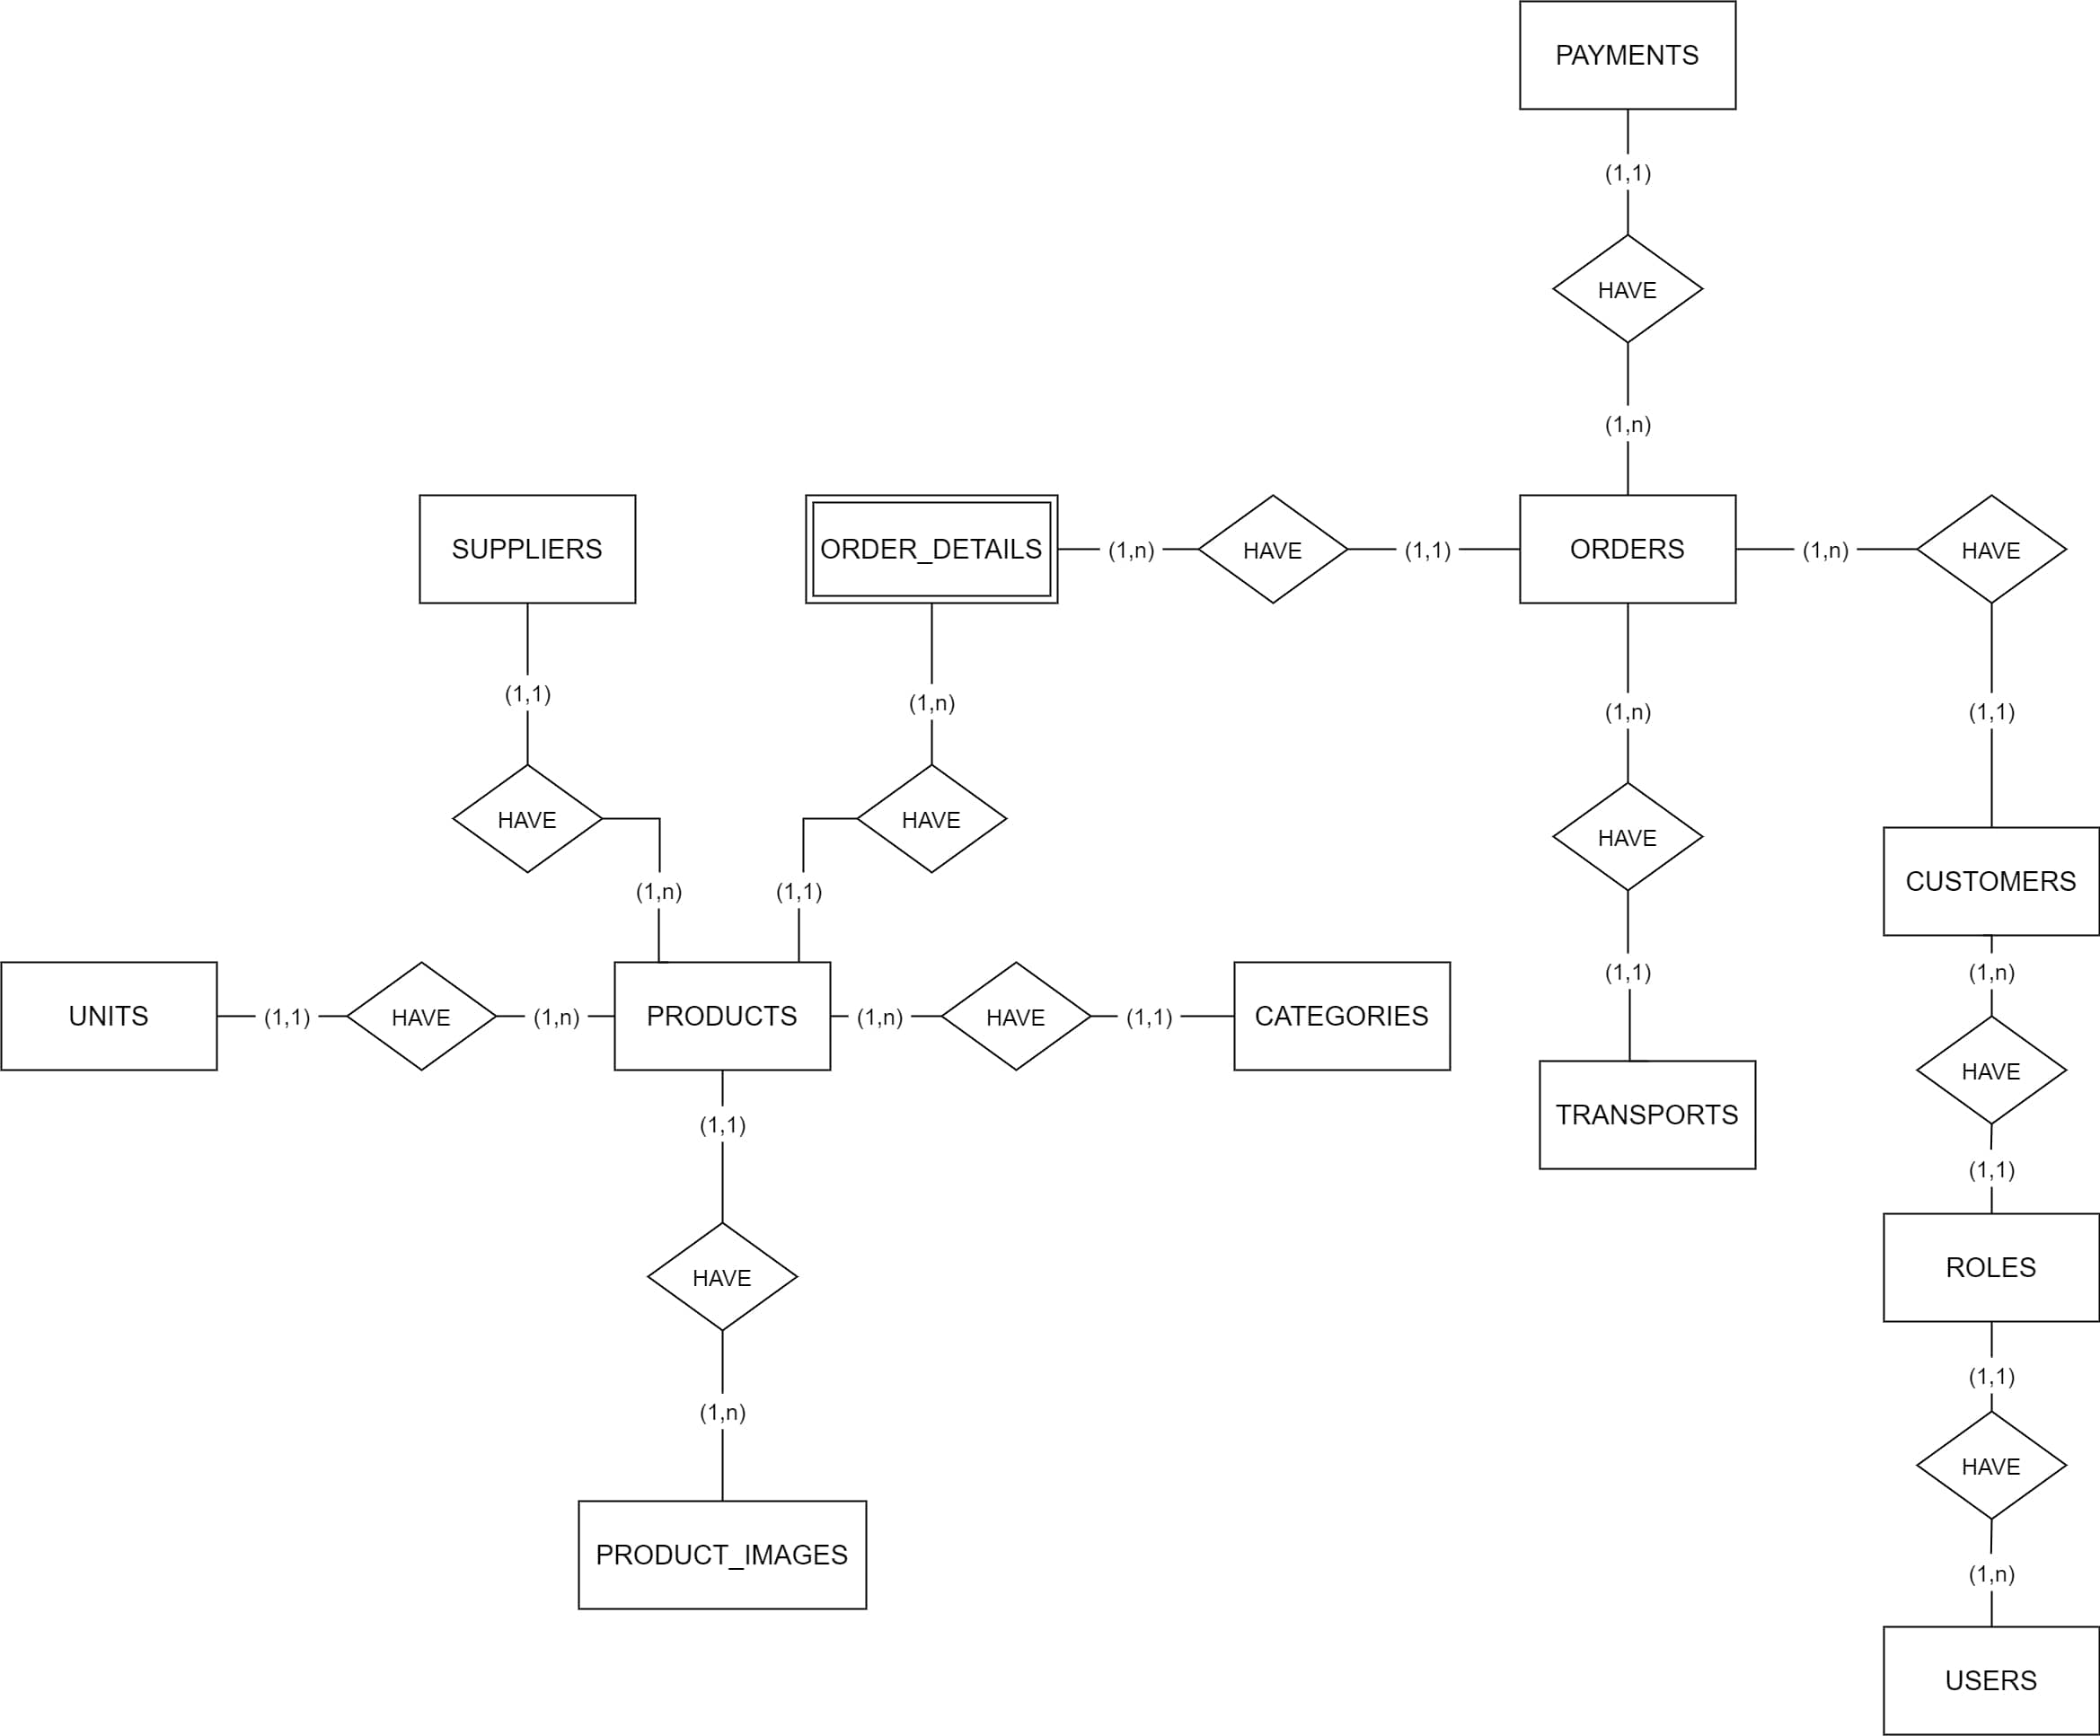 PAYMENTS
(1,1)
HAVE
(1,n)
SUPPLIERS
ORDER_DETAILS
(1,n)
HAVE
(1,1)
ORDERS
(1,n)
HAVE
(1,1)
(1,n)
(1,n)
(1,1)
HAVE
HAVE
HAVE
CUSTOMERS
(1,n)
(1,1)
(1,1)
(1,n)
UNITS
(1,1)
HAVE
(1,n)
PRODUCTS
(1,n)
HAVE
(1,1)
CATEGORIES
HAVE
(1,1)
TRANSPORTS
(1,1)
HAVE
ROLES
(1,1)
(1,n)
HAVE
PRODUCT_IMAGES
(1,n)
USERS